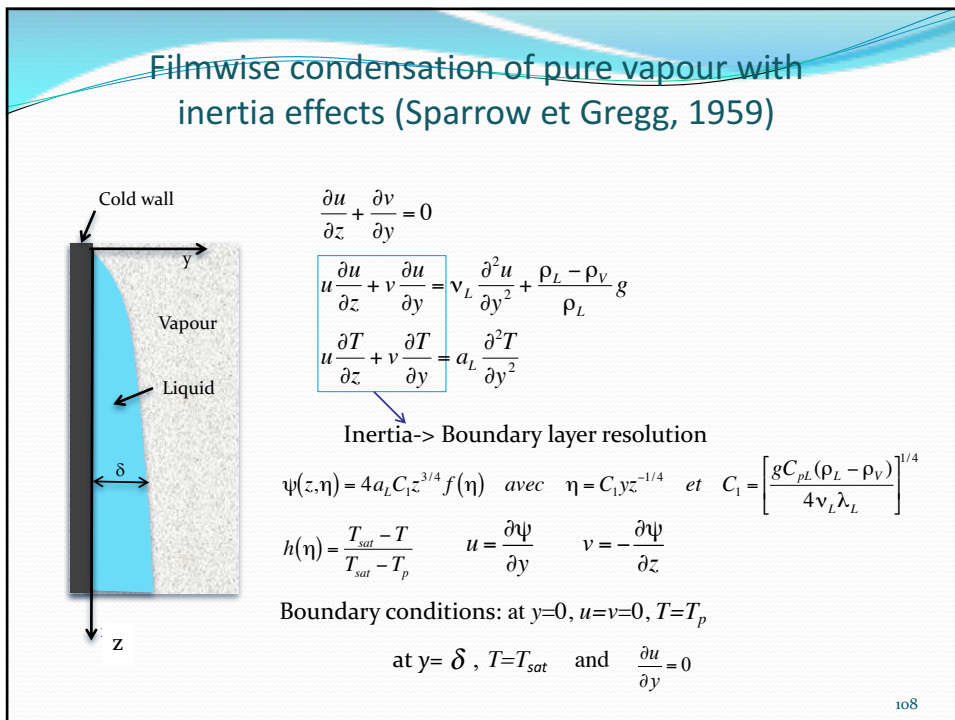 Filmwise condensation of pure vapour with
inertia effects (Sparrow et Gregg, 1959)
Cold wall
y
Vapour
Liquid
δ
z
∂u/∂z + ∂v/∂y = 0
u ∂u/∂z + v ∂u/∂y = ν_L ∂²u/∂y² + (ρ_L − ρ_V)/ρ_L g
u ∂T/∂z + v ∂T/∂y = a_L ∂²T/∂y²
Inertia-> Boundary layer resolution
ψ(z,η) = 4a_L C_1 z^{3/4} f(η) avec η = C_1 y z^{-1/4} et C_1 = [gC_{pL}(ρ_L − ρ_V) / 4ν_L λ_L]^{1/4}
h(η) = (T_sat − T)/(T_sat − T_p) u = ∂ψ/∂y v = −∂ψ/∂z
Boundary conditions: at y=0, u=v=0, T=T_p
at y= δ , T=T_sat and ∂u/∂y = 0
108